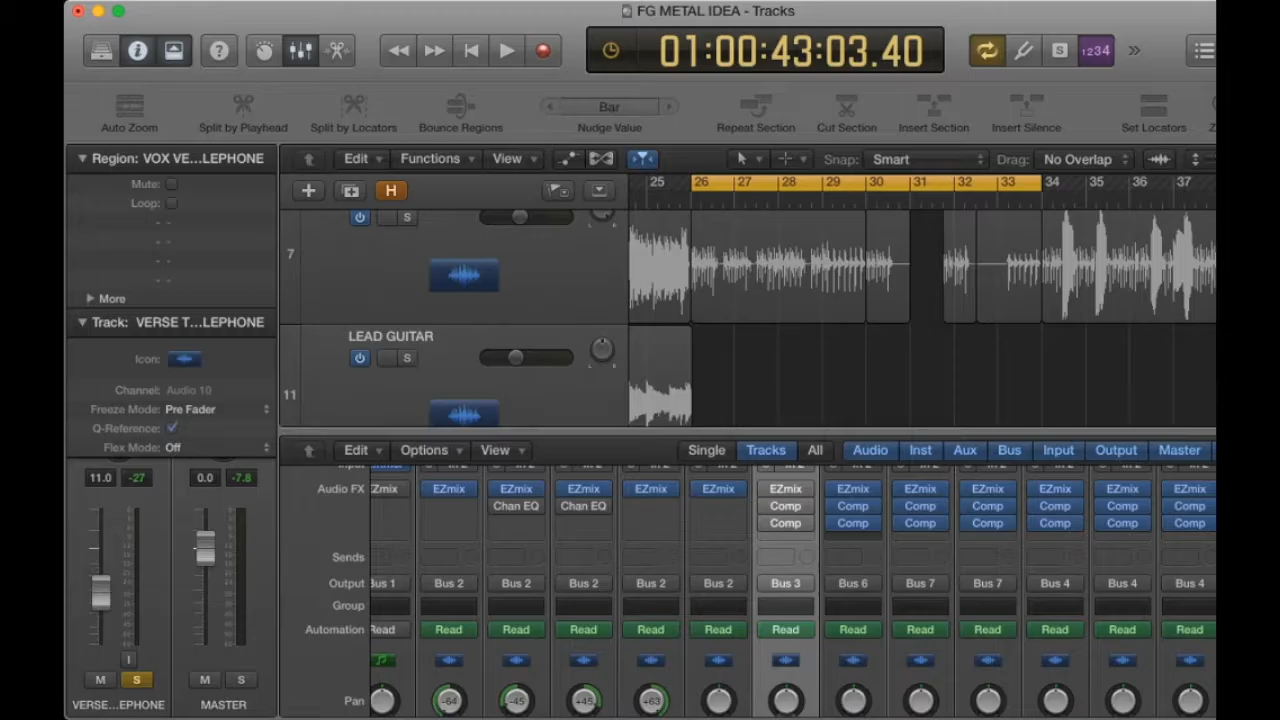 FG METAL IDEA - Tracks
01:00:43:03.40
S
1234
Auto Zoom
Split by Playhead
Split by Locators
Bounce Regions
Bar
Nudge Value
Repeat Section
Cut Section
Insert Section
Insert Silence
Set Locators
Region: VOX VE...LEPHONE
Edit
Functions
View
Snap: Smart
Drag: No Overlap
Mute:
Loop:
More
H
25 26 27 28 29 30 31 32 33 34 35 36 37
S
L R
7
LEAD GUITAR
S
L R
11
Track: VERSE T...LEPHONE
Icon:
Channel: Audio 10
Freeze Mode: Pre Fader
Q-Reference:
Flex Mode: Off
Edit
Options
View
Single Tracks All Audio Inst Aux Bus Input Output Master
Audio FX EZmix EZmix EZmix EZmix EZmix EZmix EZmix EZmix EZmix EZmix EZmix EZmix
Chan EQ Chan EQ Comp Comp Comp Comp Comp Comp Comp
Comp Comp Comp Comp Comp Comp Comp
Sends
Output Bus 1 Bus 2 Bus 2 Bus 2 Bus 2 Bus 2 Bus 3 Bus 6 Bus 7 Bus 7 Bus 4 Bus 4 Bus 4
Group
Automation Read Read Read Read Read Read Read Read Read Read Read Read Read
Pan -64 -45 +45 +63
11.0 -27 0.0 -7.8
I
M S M S
VERSE...EPHONE MASTER